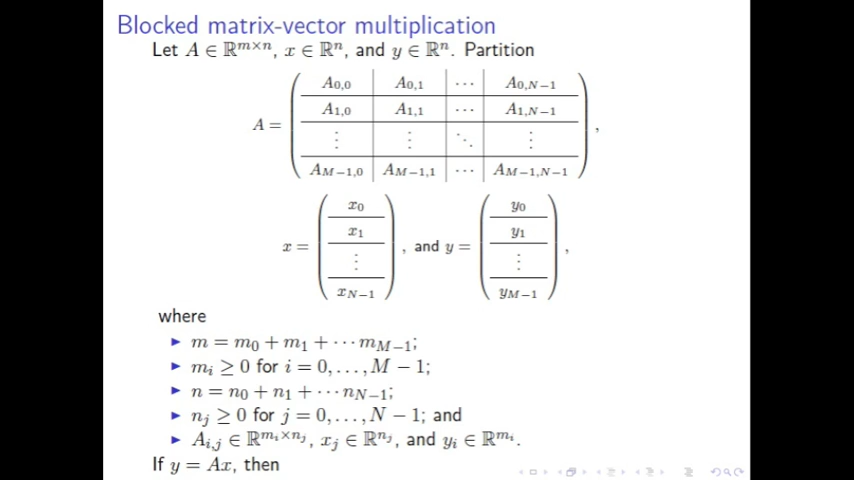 Blocked matrix-vector multiplication
Let A ∈ ℝ^{m×n}, x ∈ ℝ^n, and y ∈ ℝ^n. Partition
A_{0,0} A_{0,1} ⋯ A_{0,N−1}
A_{1,0} A_{1,1} ⋯ A_{1,N−1}
A = ⋮ ⋮ ⋱ ⋮ ,
A_{M−1,0} A_{M−1,1} ⋯ A_{M−1,N−1}
x_0 y_0
x_1 y_1
x = ⋮ , and y = ⋮ ,
x_{N−1} y_{M−1}
where
▶ m = m_0 + m_1 + ⋯ m_{M−1};
▶ m_i ≥ 0 for i = 0, . . . , M − 1;
▶ n = n_0 + n_1 + ⋯ n_{N−1};
▶ n_j ≥ 0 for j = 0, . . . , N − 1; and
▶ A_{i,j} ∈ ℝ^{m_i×n_j}, x_j ∈ ℝ^{n_j}, and y_i ∈ ℝ^{m_i}.
If y = Ax, then